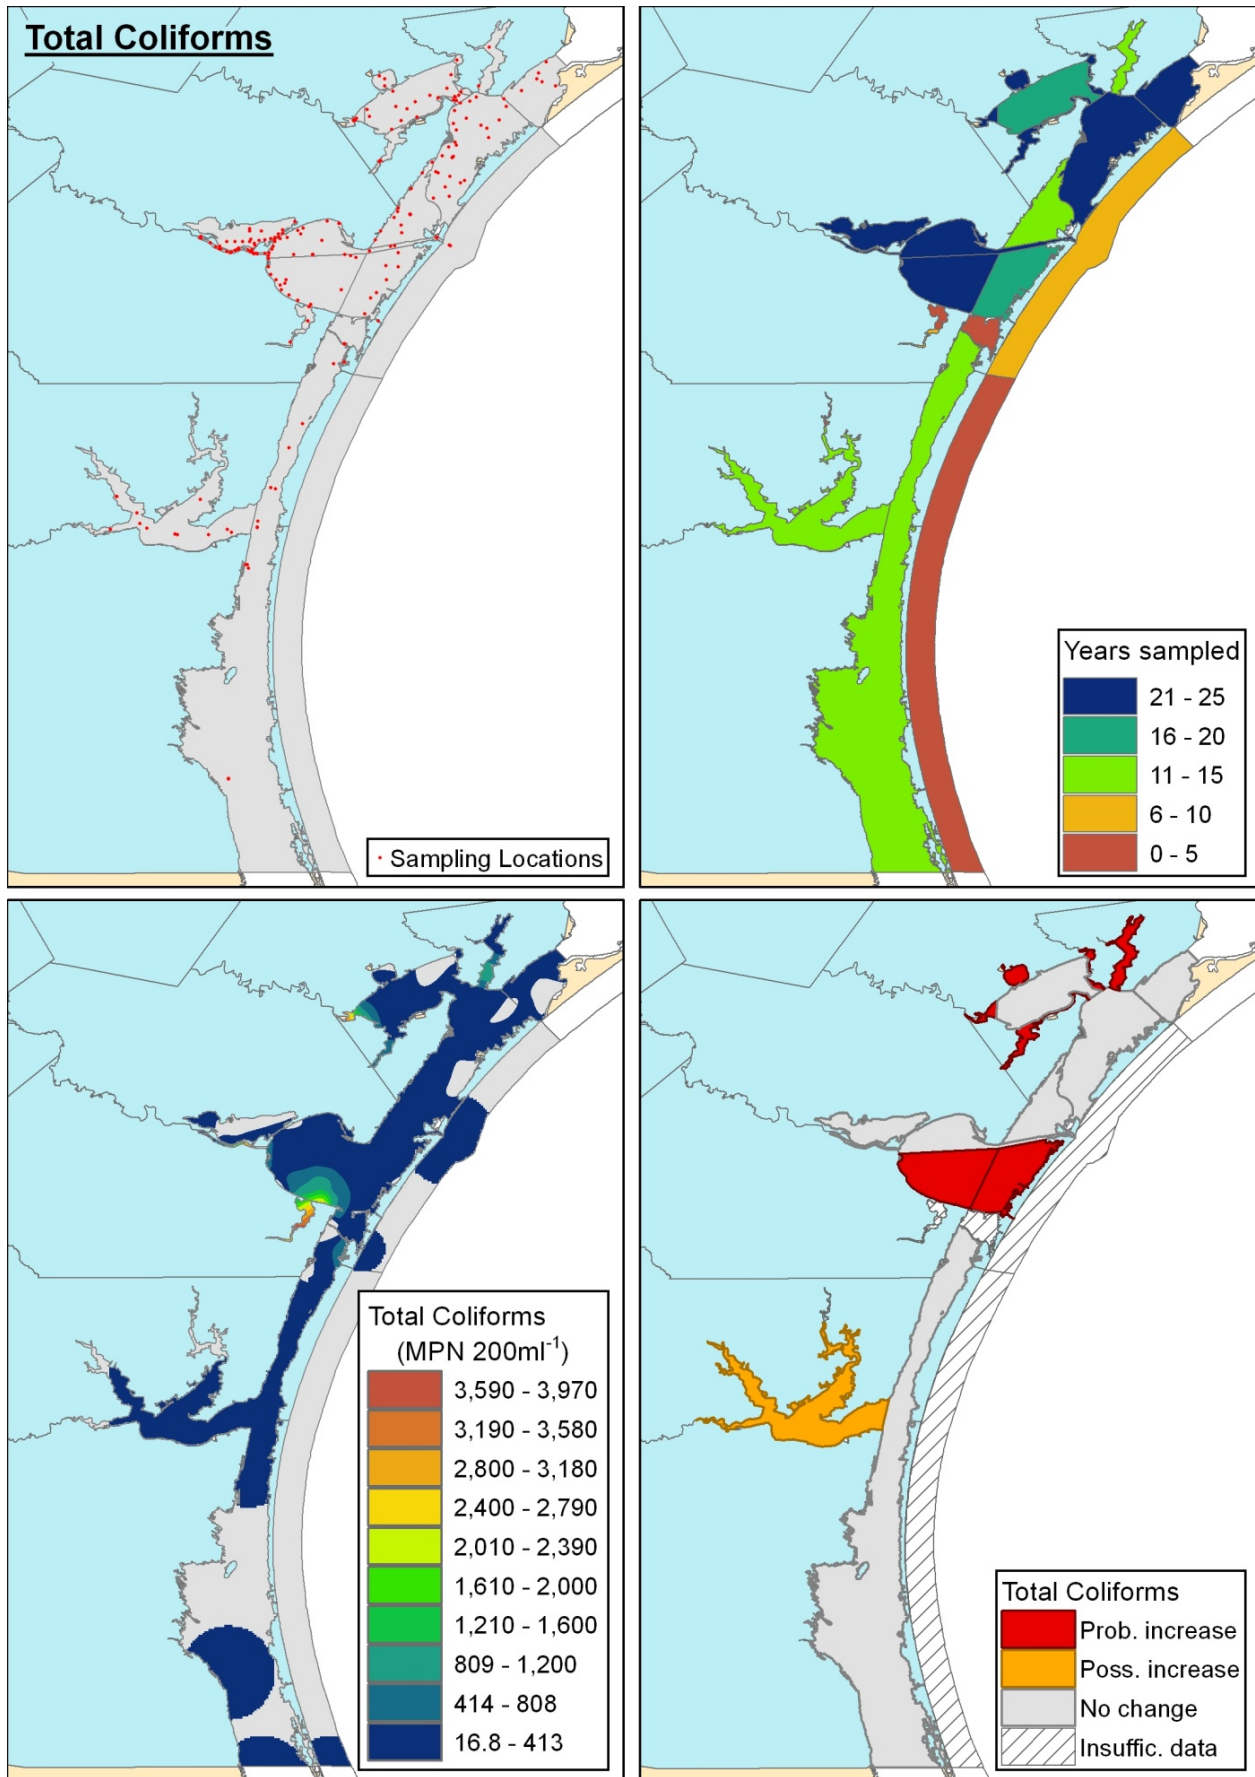 Total Coliforms
Sampling Locations
Years sampled
21 - 25
16 - 20
11 - 15
6 - 10
0 - 5
Total Coliforms
(MPN 200ml⁻¹)
3,590 - 3,970
3,190 - 3,580
2,800 - 3,180
2,400 - 2,790
2,010 - 2,390
1,610 - 2,000
1,210 - 1,600
809 - 1,200
414 - 808
16.8 - 413
Total Coliforms
Prob. increase
Poss. increase
No change
Insuffic. data